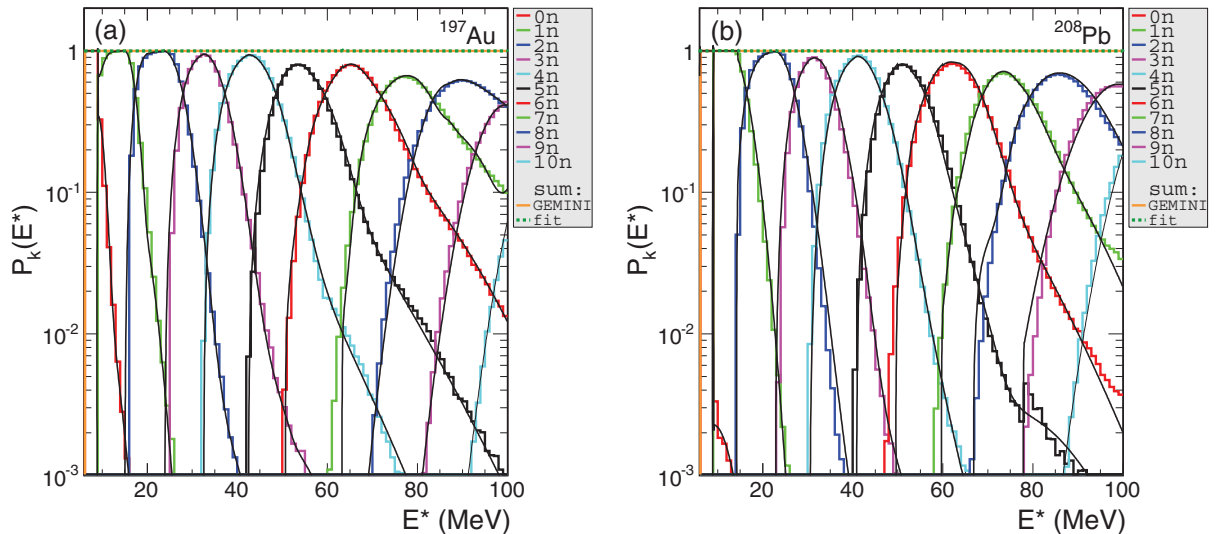 (a)
¹⁹⁷Au
P_k(E*)
1
10⁻¹
10⁻²
10⁻³
20 40 60 80 100
E* (MeV)
0n
1n
2n
3n
4n
5n
6n
7n
8n
9n
10n
sum:
GEMINI
fit
(b)
²⁰⁸Pb
P_k(E*)
1
10⁻¹
10⁻²
10⁻³
20 40 60 80 100
E* (MeV)
0n
1n
2n
3n
4n
5n
6n
7n
8n
9n
10n
sum:
GEMINI
fit